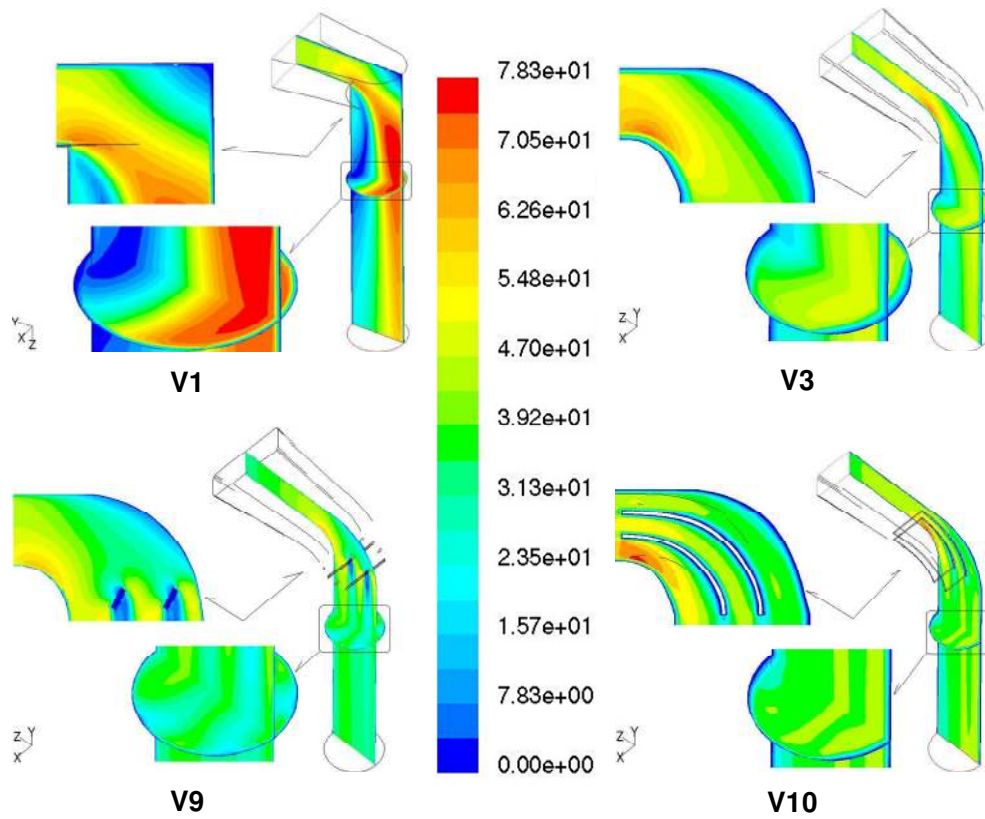 7.83e+01
7.05e+01
6.26e+01
5.48e+01
4.70e+01
3.92e+01
3.13e+01
2.35e+01
1.57e+01
7.83e+00
0.00e+00
Y
X Z
V1
Z Y
X
V3
Z Y
X
V9
Z Y
X
V10